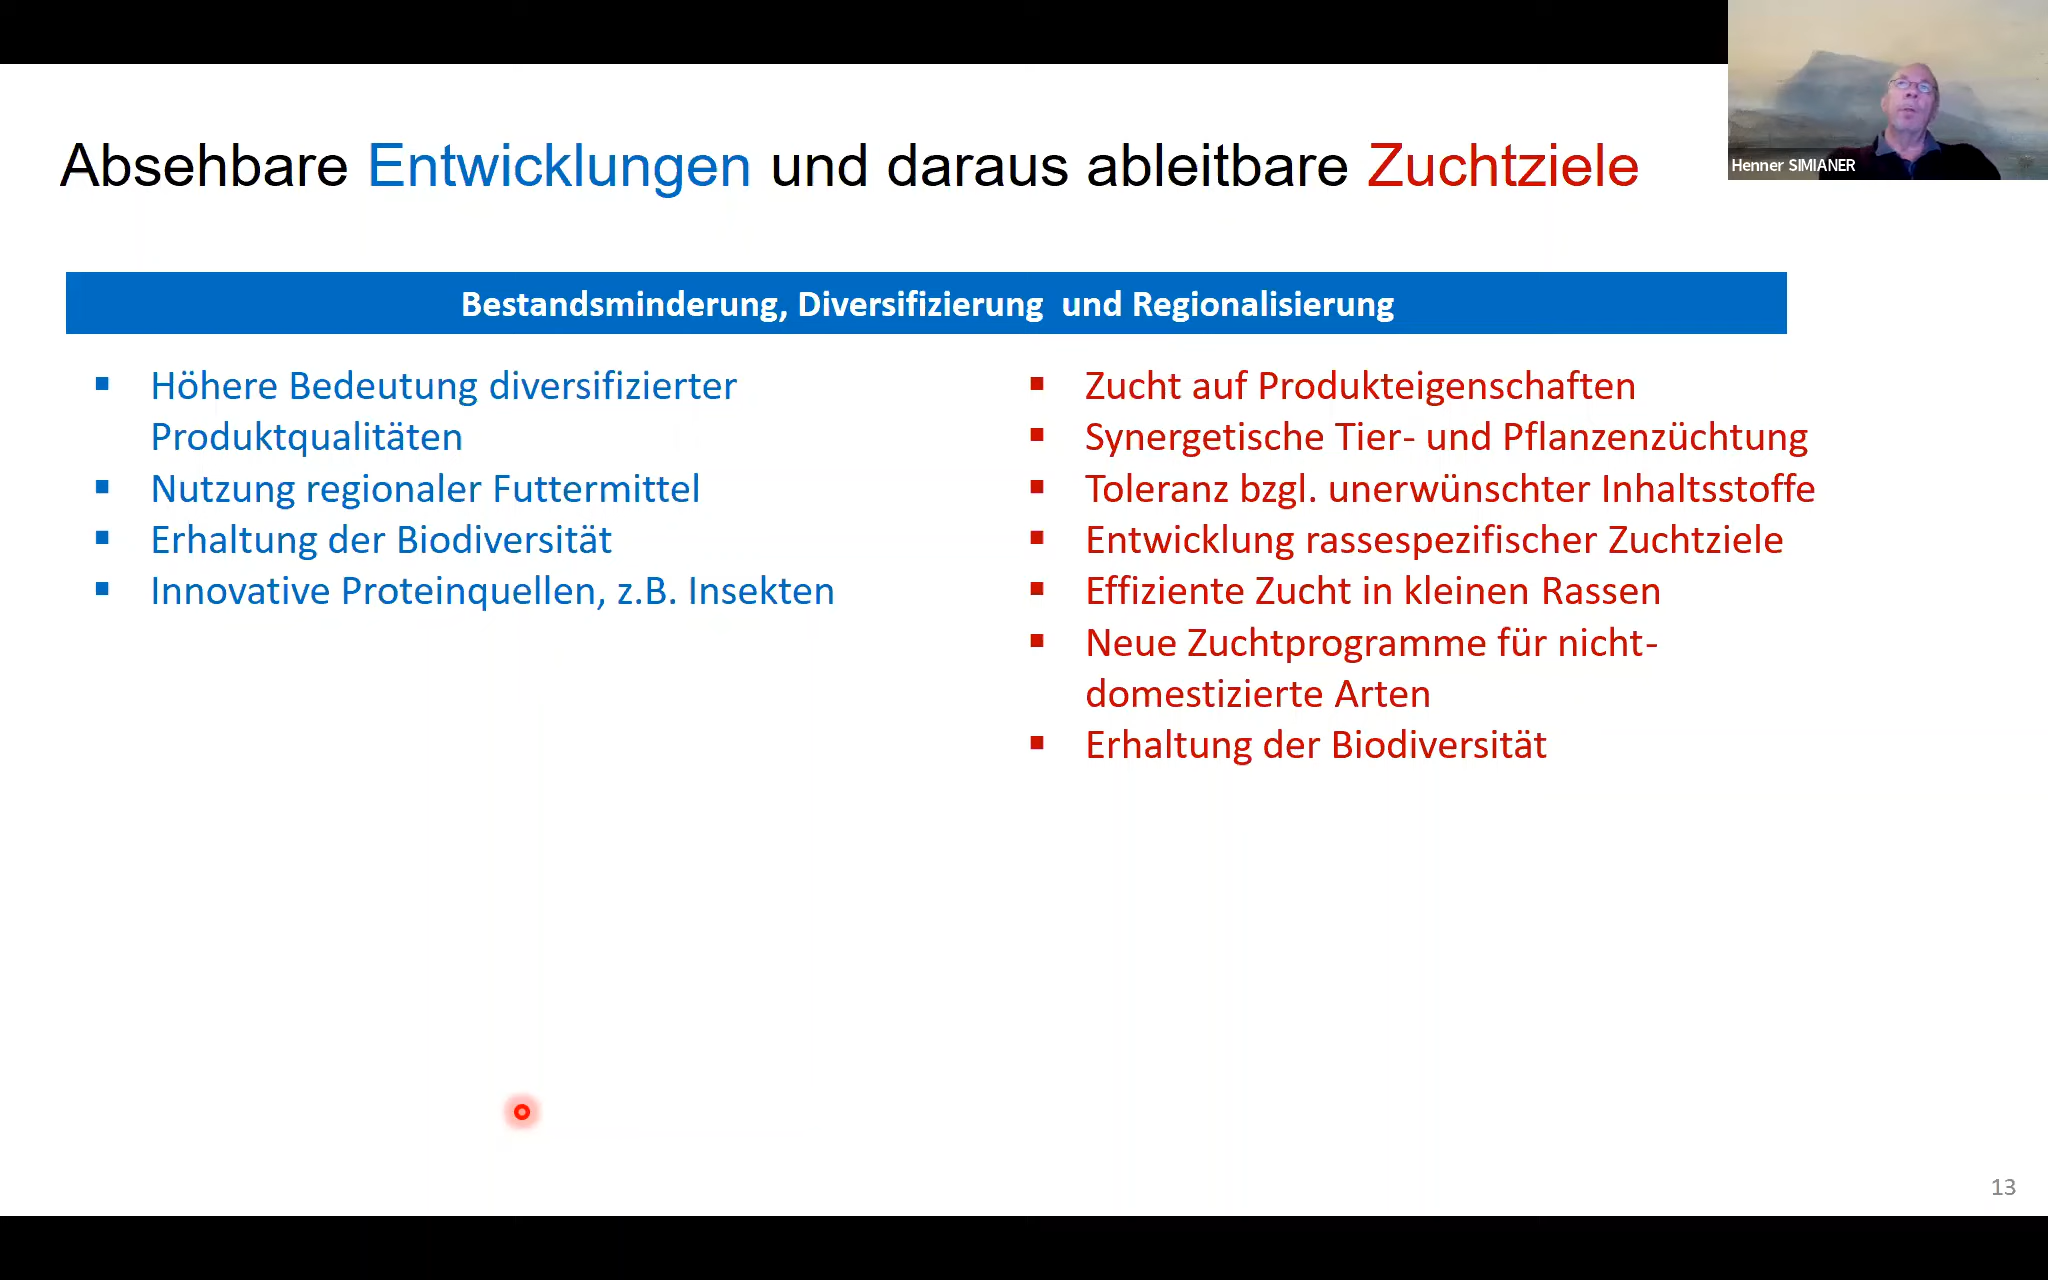 Absehbare Entwicklungen und daraus ableitbare Zuchtziele
Henner SIMIANER
Bestandsminderung, Diversifizierung und Regionalisierung
Höhere Bedeutung diversifizierter
Produktqualitäten
Nutzung regionaler Futtermittel
Erhaltung der Biodiversität
Innovative Proteinquellen, z.B. Insekten
Zucht auf Produkteigenschaften
Synergetische Tier- und Pflanzenzüchtung
Toleranz bzgl. unerwünschter Inhaltsstoffe
Entwicklung rassespezifischer Zuchtziele
Effiziente Zucht in kleinen Rassen
Neue Zuchtprogramme für nicht-
domestizierte Arten
Erhaltung der Biodiversität
13